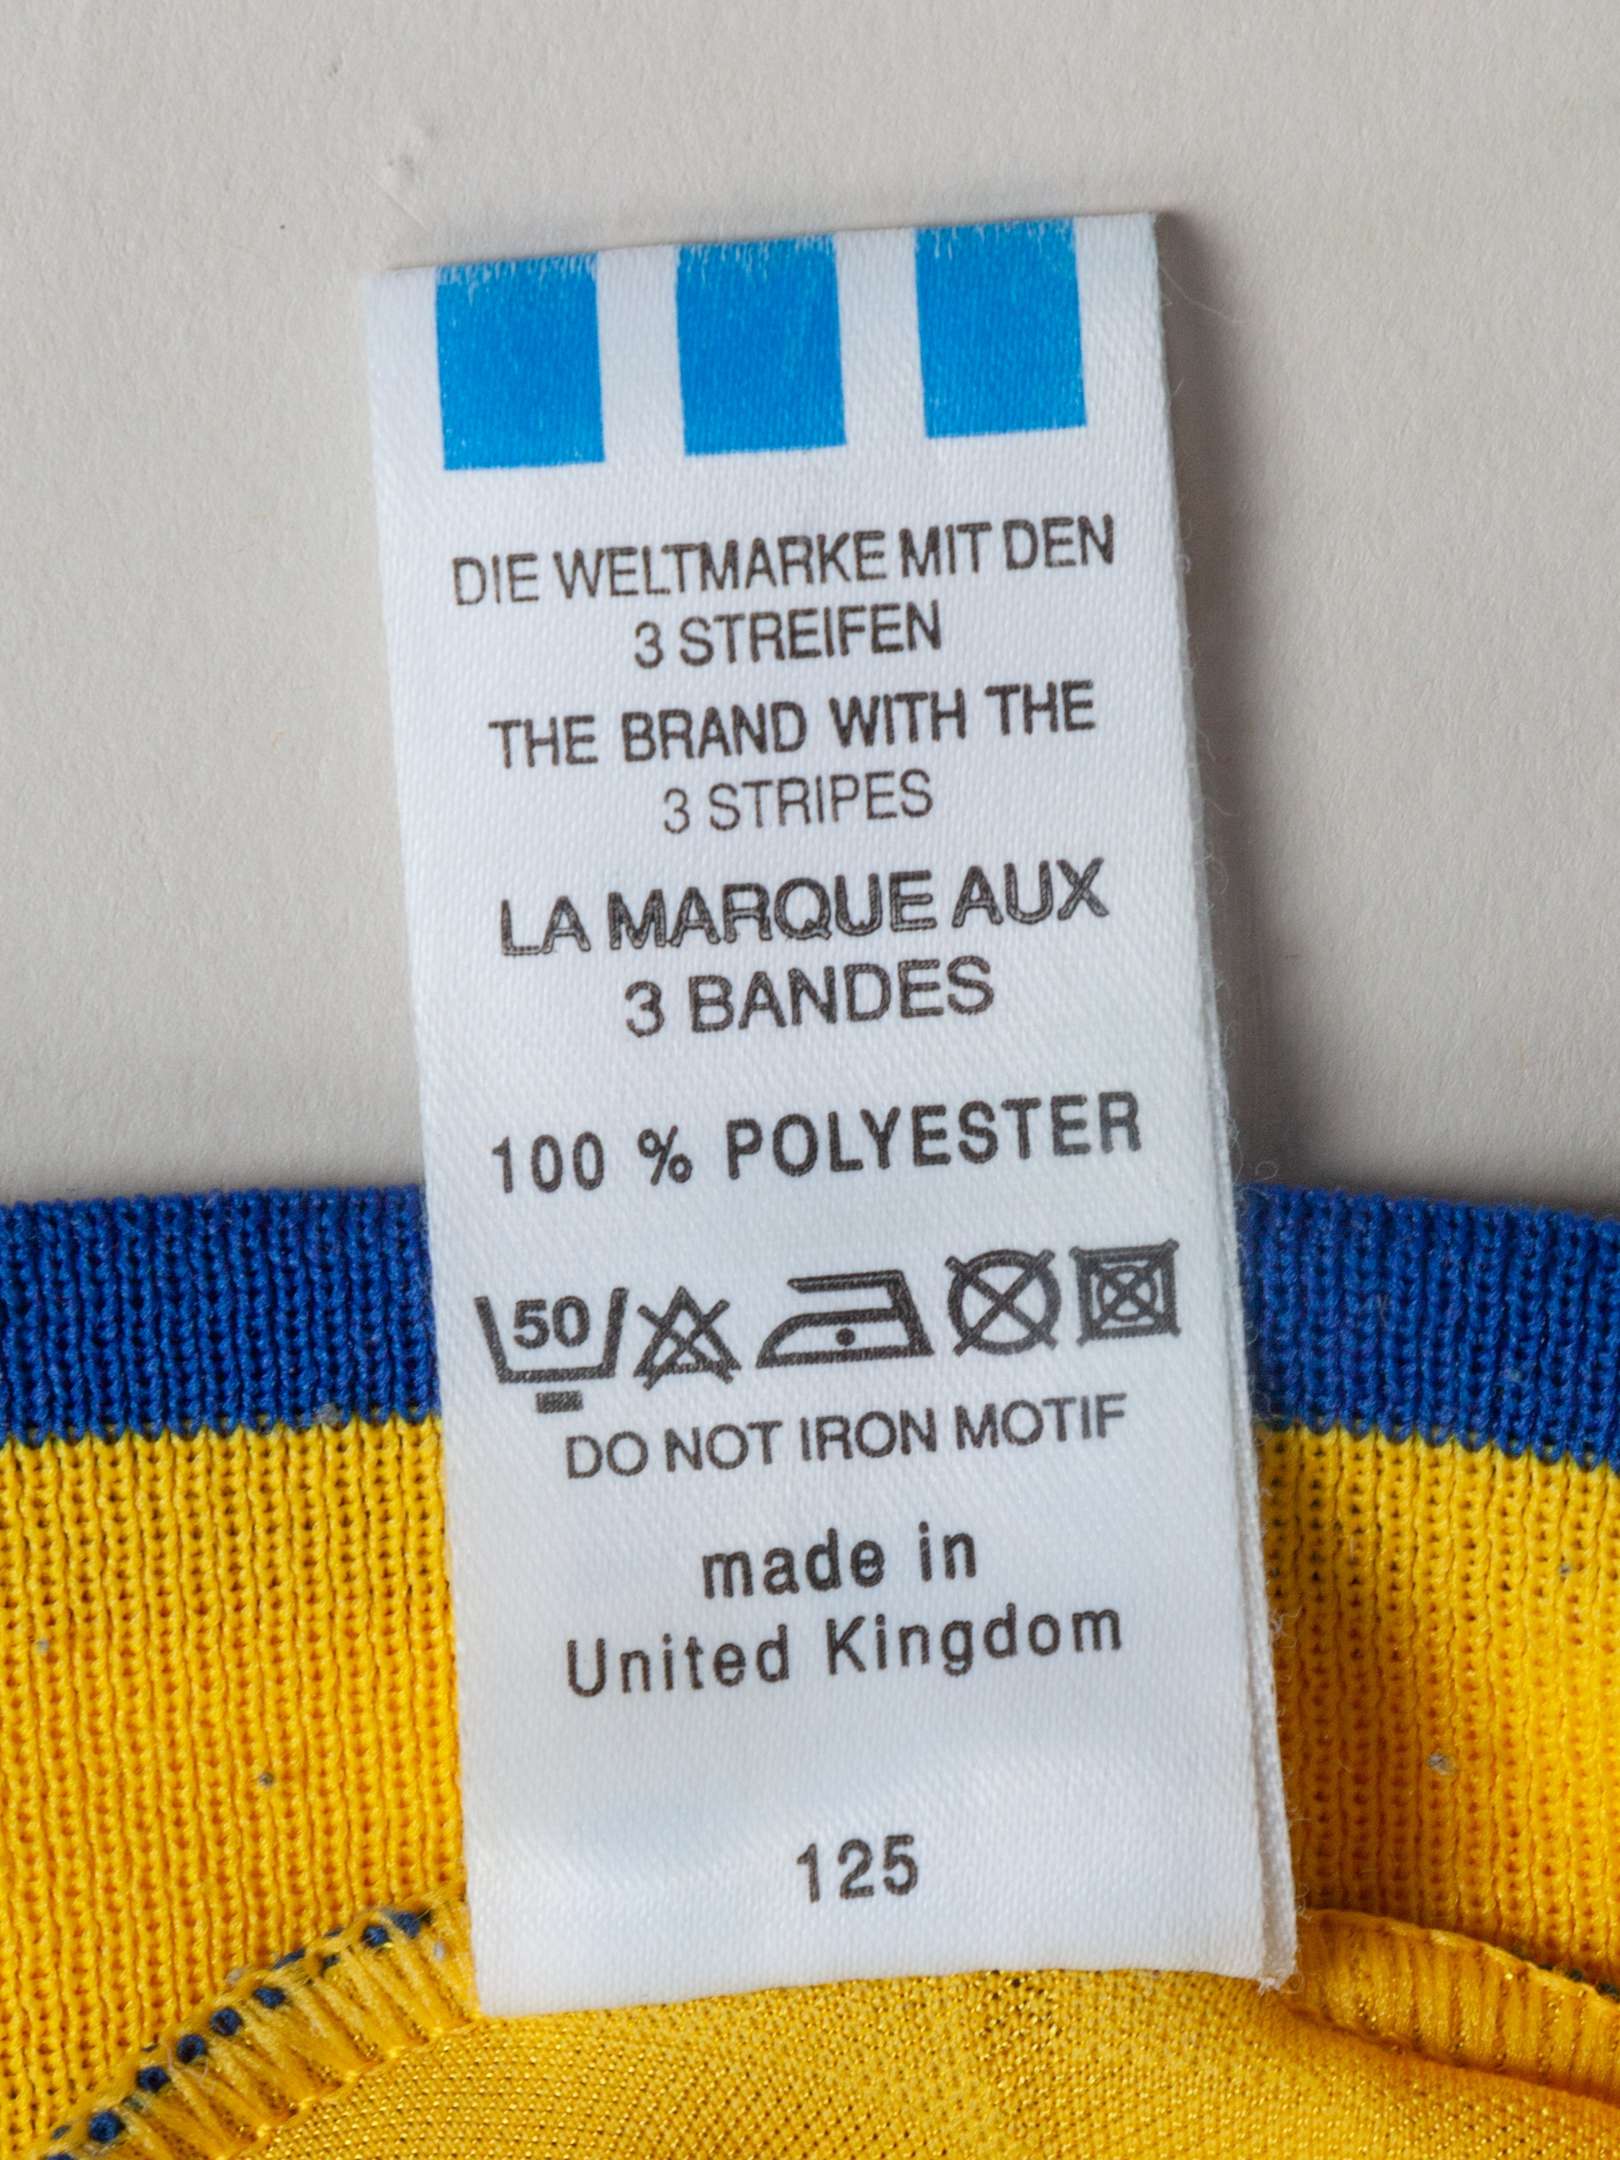 DIE WELTMARKE MIT DEN
3 STREIFEN
THE BRAND WITH THE
3 STRIPES
LA MARQUE AUX
3 BANDES
100 % POLYESTER
50
DO NOT IRON MOTIF
made in
United Kingdom
125